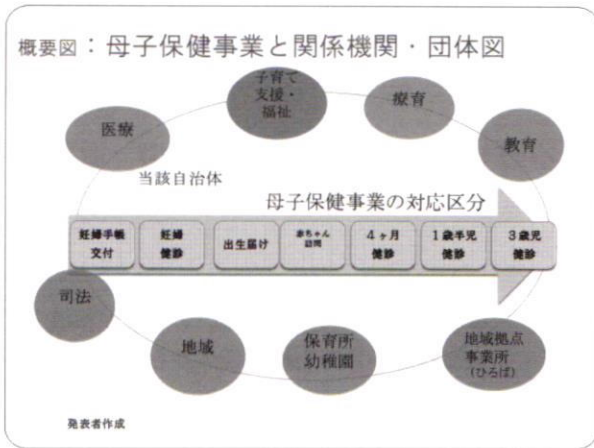 概要図：母子保健事業と関係機関・団体図
子育て
支援・
福祉
療育
医療
教育
当該自治体
母子保健事業の対応区分
妊婦手帳
交付
妊婦
健診
出生届け
赤ちゃん
訪問
４ヶ月
健診
１歳半児
健診
３歳児
健診
司法
地域
保育所
幼稚園
地域拠点
事業所
(ひろば)
発表者作成